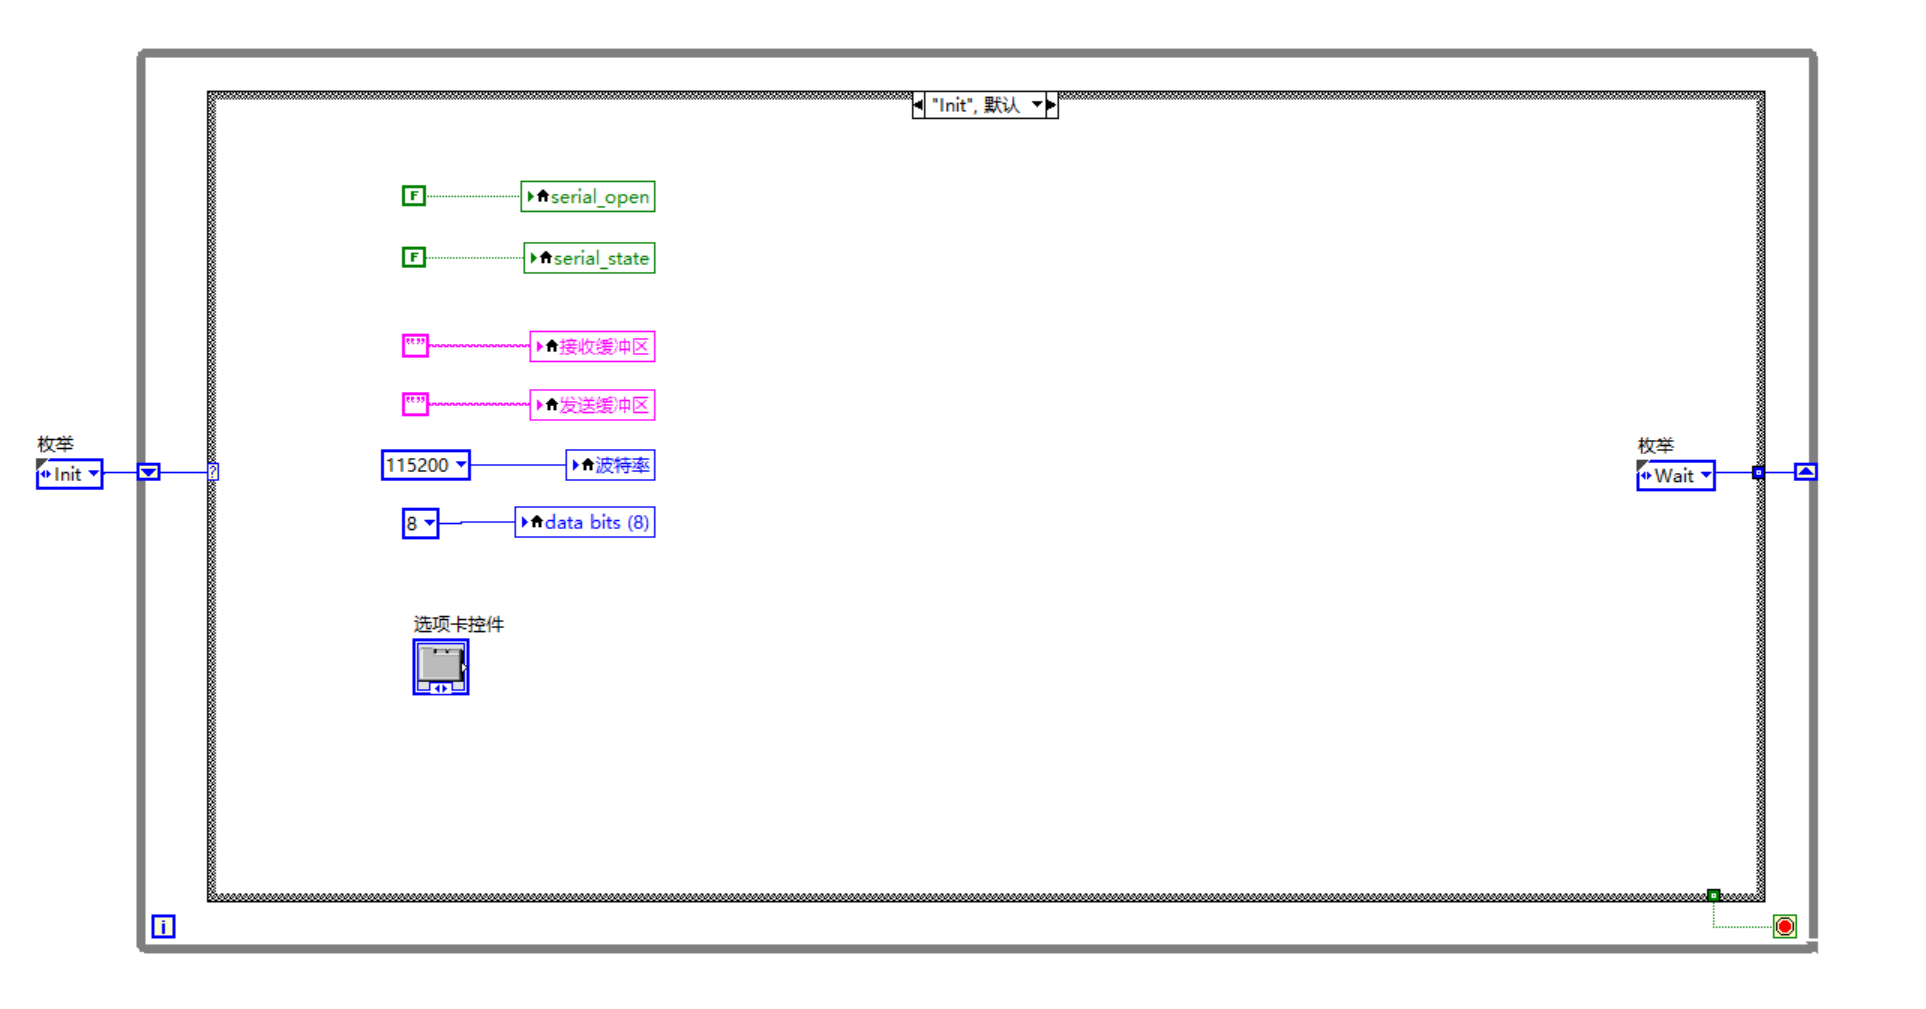 "Init", 默认
F
serial_open
F
serial_state
"" 接收缓冲区
"" 发送缓冲区
115200
波特率
8
data bits (8)
选项卡控件
枚举
Init
?
枚举
Wait
i